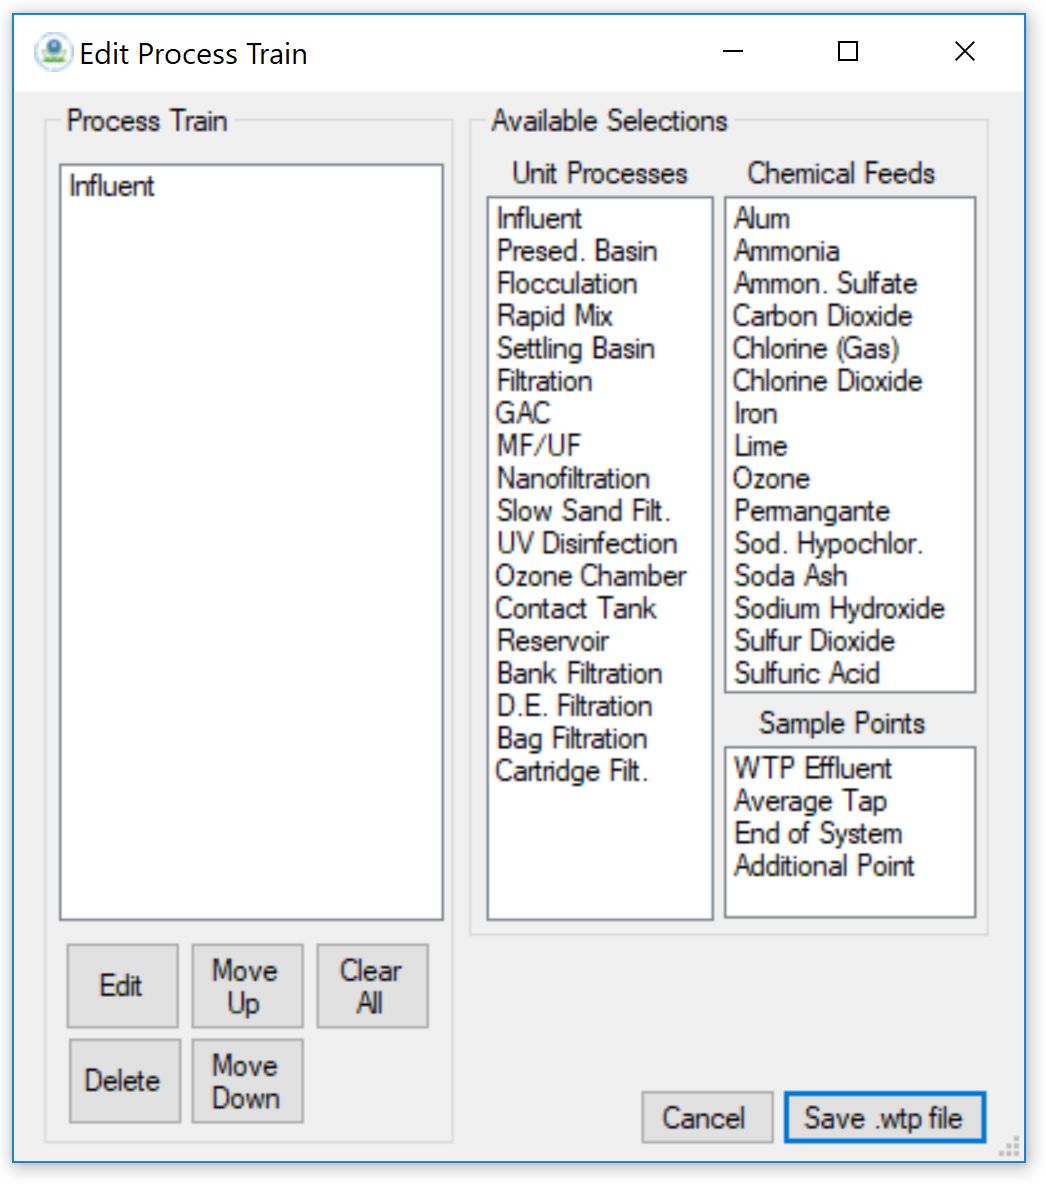 Edit Process Train
Process Train
Influent
Edit
Move
Up
Clear
All
Delete
Move
Down
Available Selections
Unit Processes
Influent
Presed. Basin
Flocculation
Rapid Mix
Settling Basin
Filtration
GAC
MF/UF
Nanofiltration
Slow Sand Filt.
UV Disinfection
Ozone Chamber
Contact Tank
Reservoir
Bank Filtration
D.E. Filtration
Bag Filtration
Cartridge Filt.
Chemical Feeds
Alum
Ammonia
Ammon. Sulfate
Carbon Dioxide
Chlorine (Gas)
Chlorine Dioxide
Iron
Lime
Ozone
Permangante
Sod. Hypochlor.
Soda Ash
Sodium Hydroxide
Sulfur Dioxide
Sulfuric Acid
Sample Points
WTP Effluent
Average Tap
End of System
Additional Point
Cancel
Save .wtp file